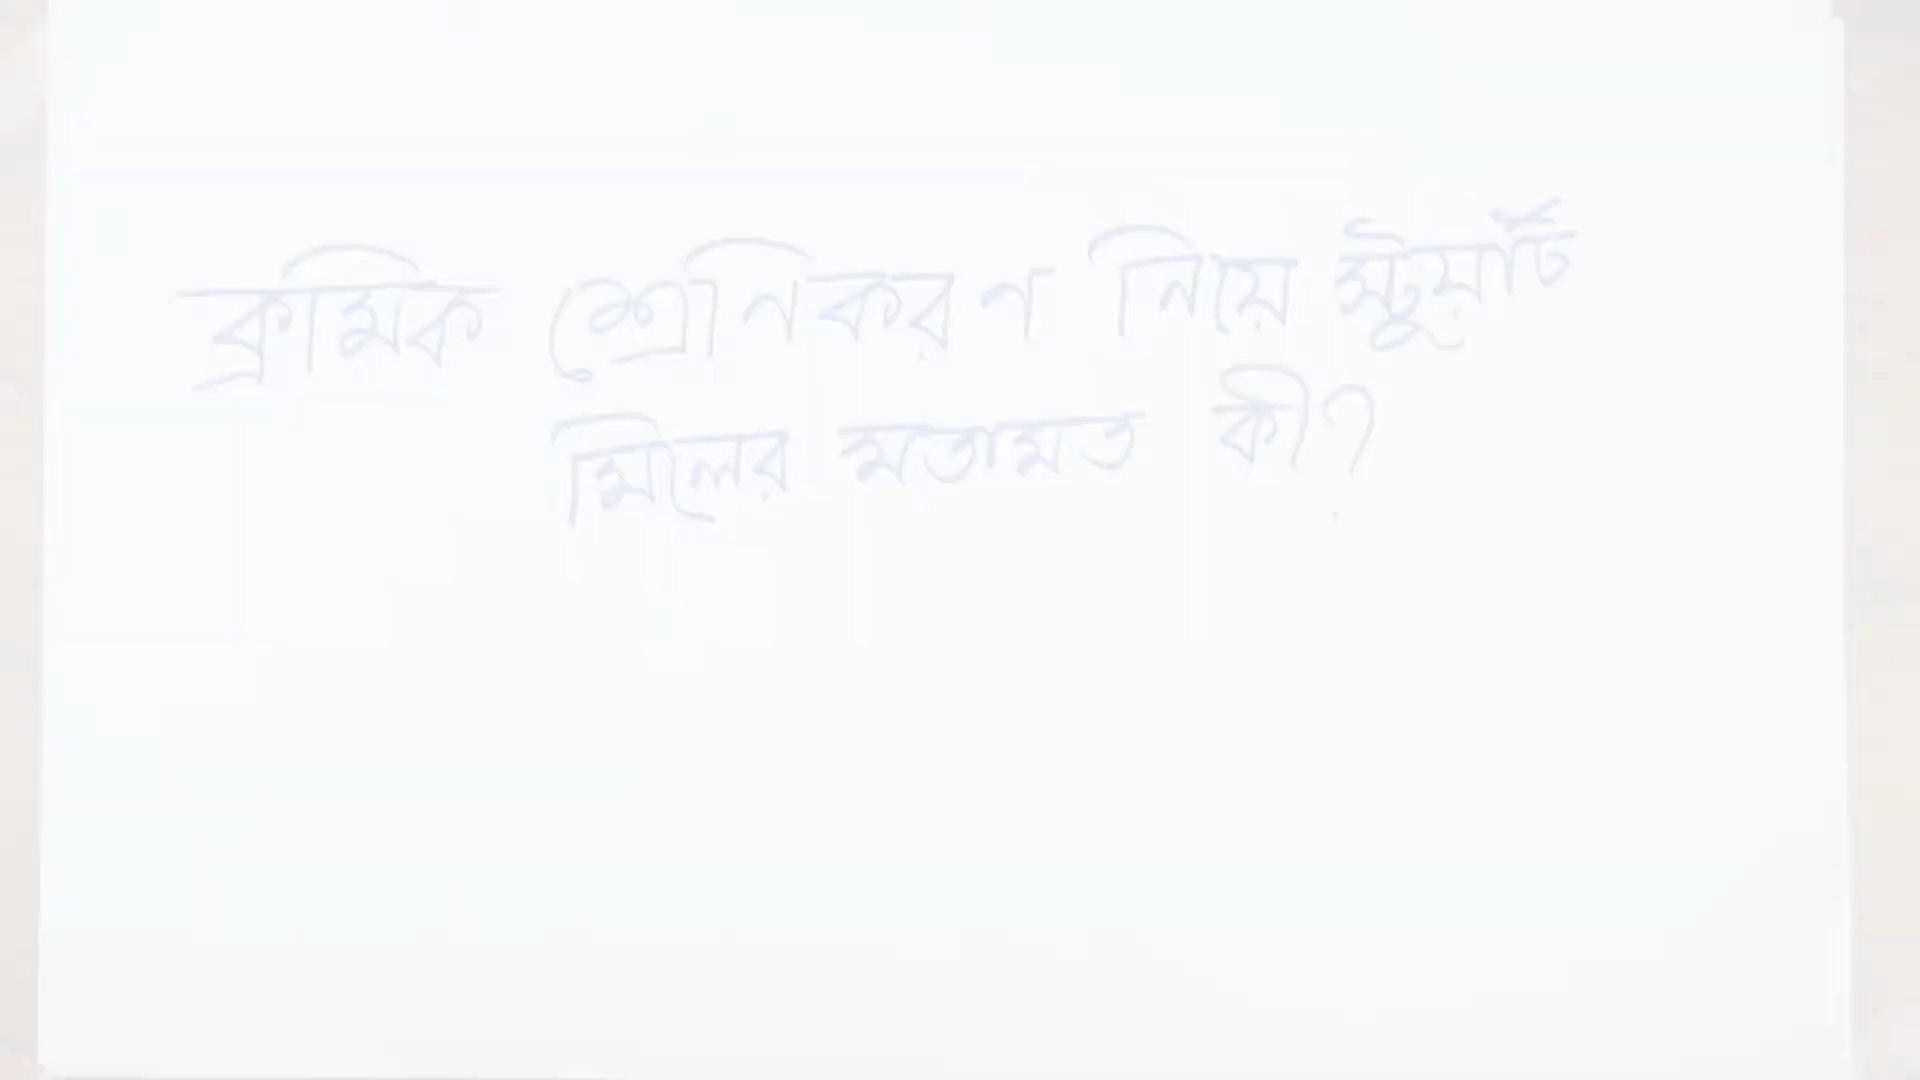 ক্রমিক শ্রেণিকরণ নিয়ে স্টুয়ার্ট
মিলের মতামত কী?